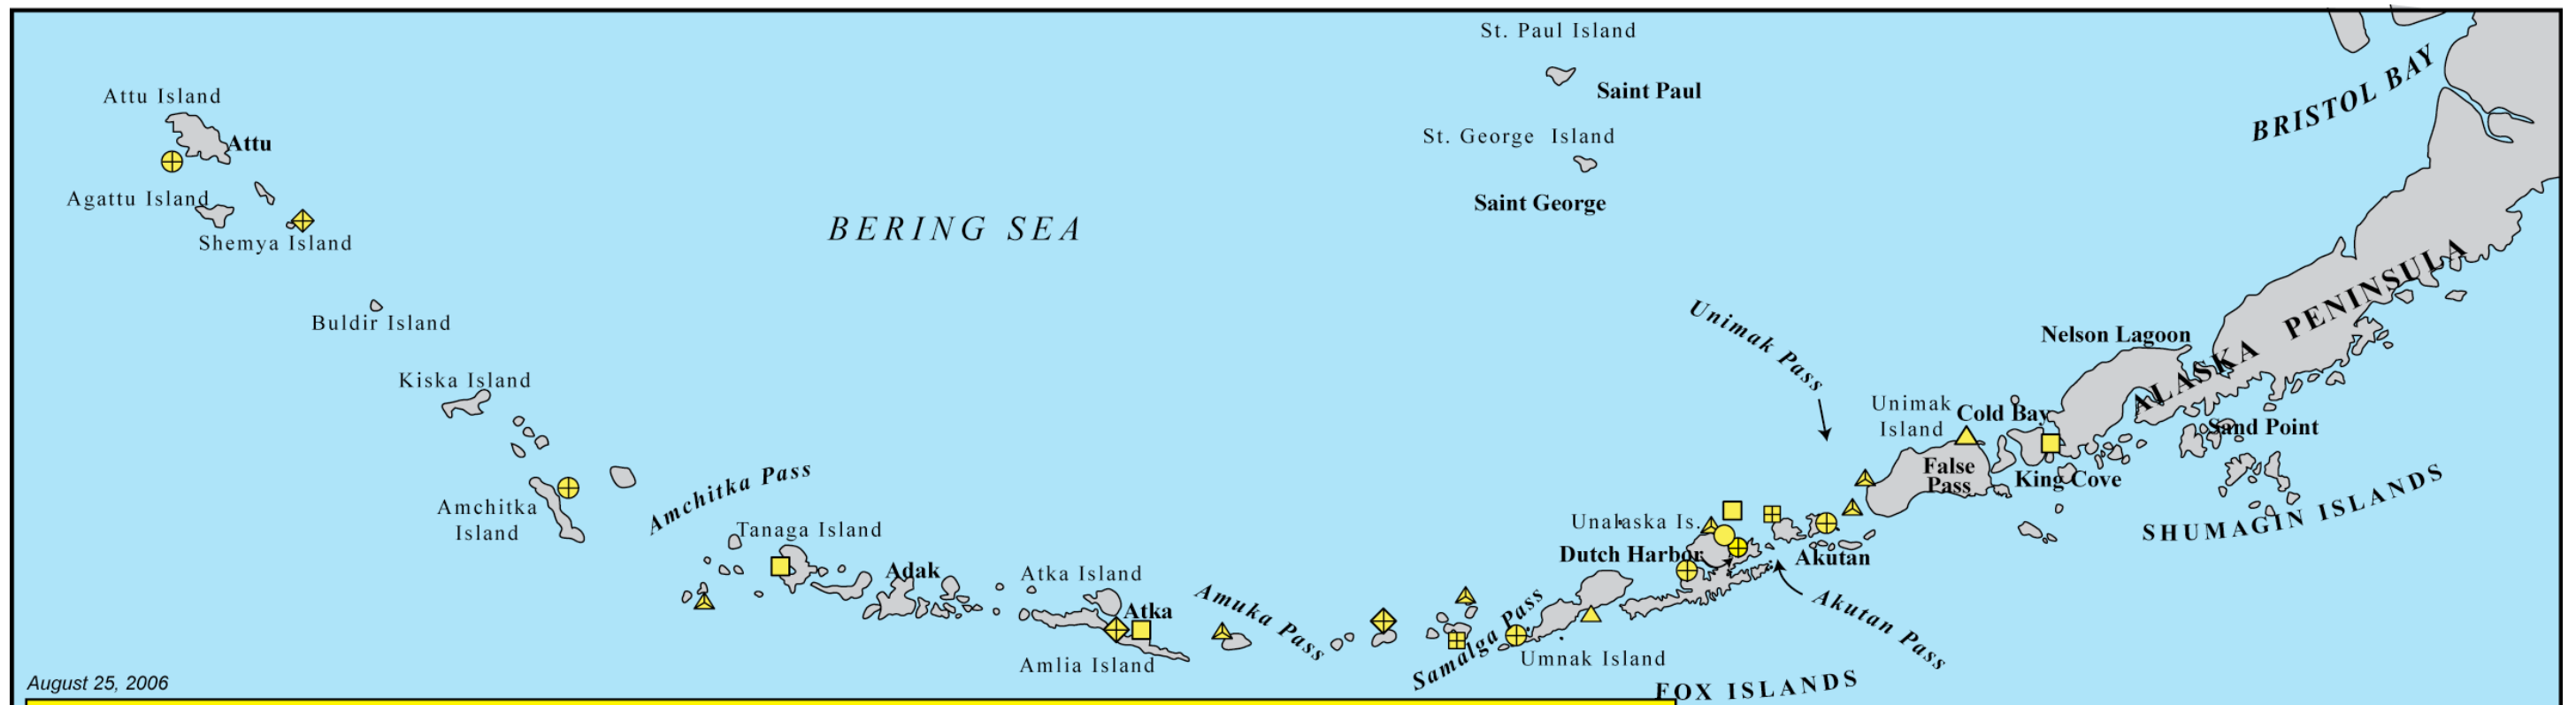 St. Paul Island
Saint Paul
Attu Island
Attu
Agattu Island
Shemya Island
St. George Island
Saint George
BRISTOL BAY
BERING SEA
Buldir Island
Kiska Island
Amchitka
Island
Amchitka Pass
Tanaga Island
Adak
Atka Island
Atka
Amlia Island
Amuka Pass
Samalga Pass
Umnak Island
FOX ISLANDS
Unalaska Is.
Dutch Harbor
Akutan
Akutan Pass
Unimak Pass
Unimak
Island
False
Pass
Cold Bay
King Cove
Nelson Lagoon
ALASKA PENINSULA
Sand Point
SHUMAGIN ISLANDS
August 25, 2006